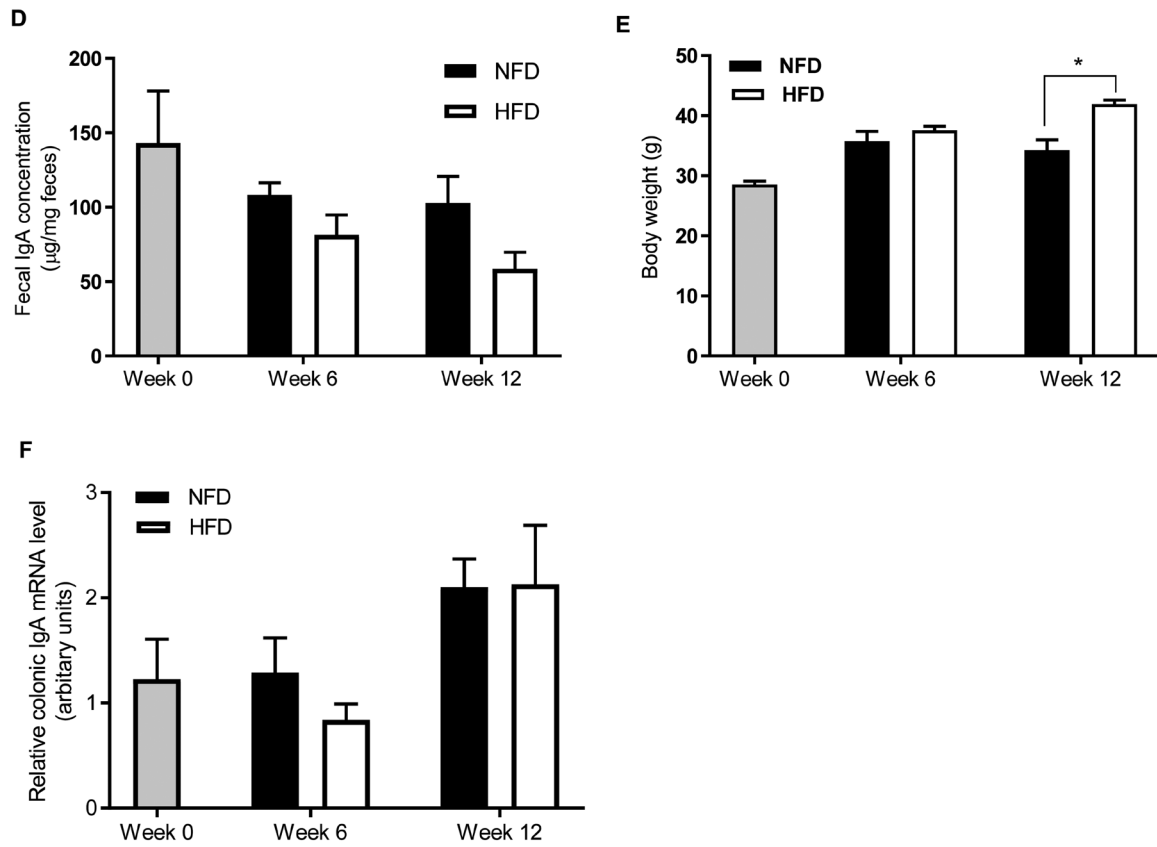 D
Fecal IgA concentration
(µg/mg feces)
200
150
100
50
0
NFD
HFD
Week 0
Week 6
Week 12
E
Body weight (g)
50
40
30
20
10
0
NFD
HFD
*
Week 0
Week 6
Week 12
F
Relative colonic IgA mRNA level
(arbitary units)
3
2
1
0
NFD
HFD
Week 0
Week 6
Week 12